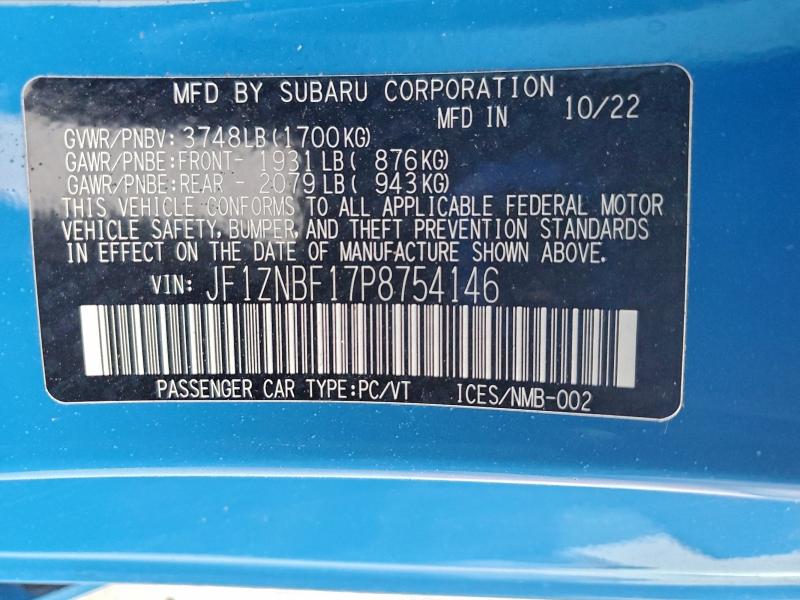 MFD BY SUBARU CORPORATION
MFD IN 10/22
GVWR/PNBV: 3748LB(1700KG)
GAWR/PNBE:FRONT- 1931LB( 876KG)
GAWR/PNBE:REAR - 2079LB( 943KG)
THIS VEHICLE CONFORMS TO ALL APPLICABLE FEDERAL MOTOR
VEHICLE SAFETY, BUMPER, AND THEFT PREVENTION STANDARDS
IN EFFECT ON THE DATE OF MANUFACTURE SHOWN ABOVE.
VIN: JF1ZNBF17P8754146
PASSENGER CAR TYPE:PC/VT ICES/NMB-002